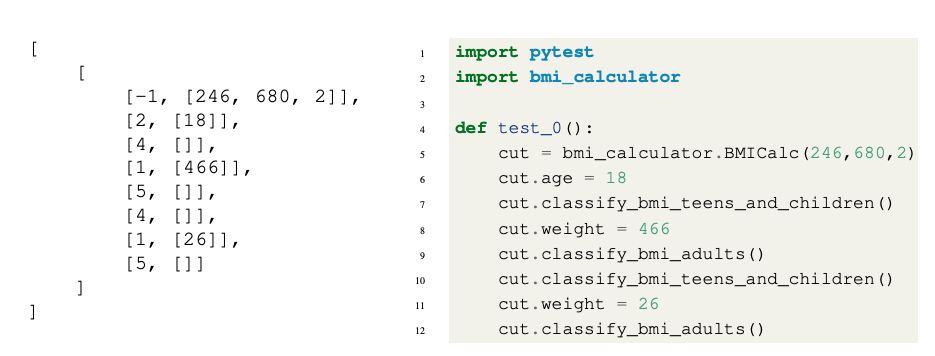 [
[
[-1, [246, 680, 2]],
[2, [18]],
[4, []],
[1, [466]],
[5, []],
[4, []],
[1, [26]],
[5, []]
]
]
1 import pytest
2 import bmi_calculator
3
4 def test_0():
5 cut = bmi_calculator.BMICalc(246,680,2)
6 cut.age = 18
7 cut.classify_bmi_teens_and_children()
8 cut.weight = 466
9 cut.classify_bmi_adults()
10 cut.classify_bmi_teens_and_children()
11 cut.weight = 26
12 cut.classify_bmi_adults()